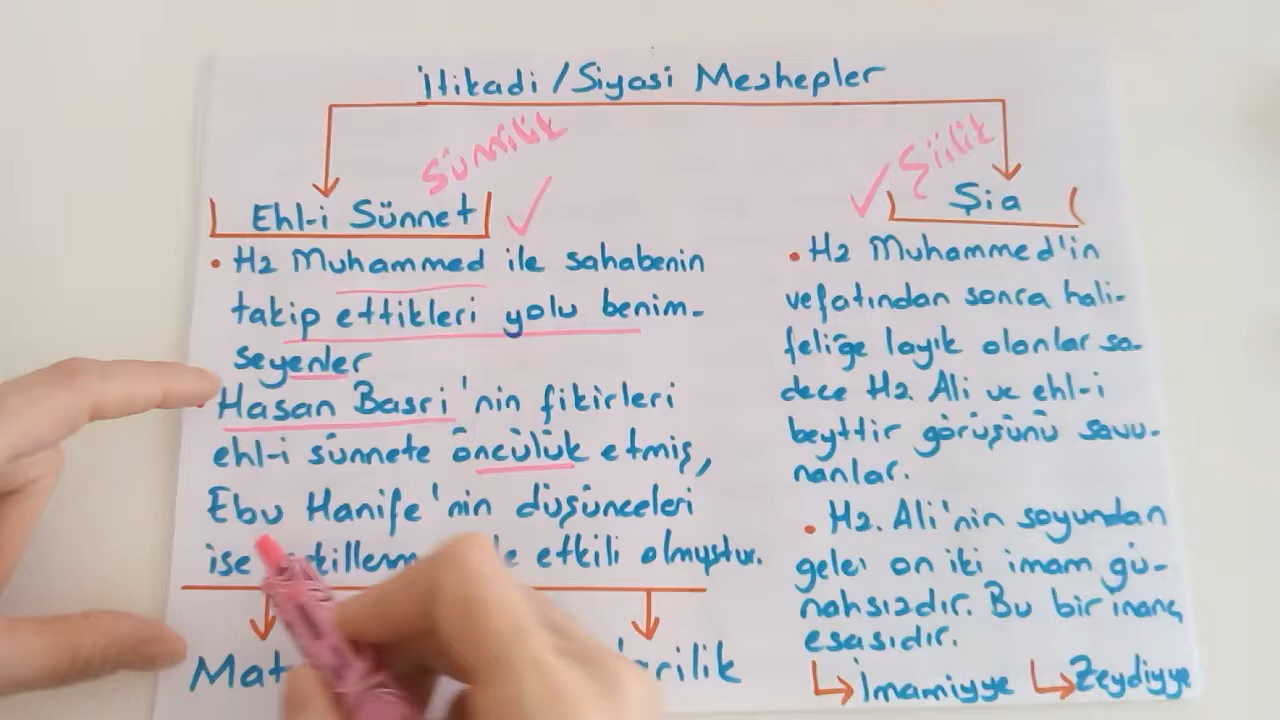 İtikadi / Siyasi Mezhepler
Sünnilik
Ehl-i Sünnet
• Hz Muhammed ile sahabenin
takip ettikleri yolu benim-
seyenler
Hasan Basri'nin fikirleri
ehl-i sünnete öncülük etmiş,
Ebu Hanife'nin düşünceleri
ise etkili olmuştur.
Şiilik
Şia
• Hz Muhammed'in
vefatından sonra hali-
feliğe layık olanlar sa-
dece Hz. Ali ve ehl-i
beyttir görüşünü savu-
nanlar.
• Hz. Ali'nin soyundan
gelen on iki imam gü-
nahsızdır. Bu bir inanç
esasıdır.
İmamiyye Zeydiyye